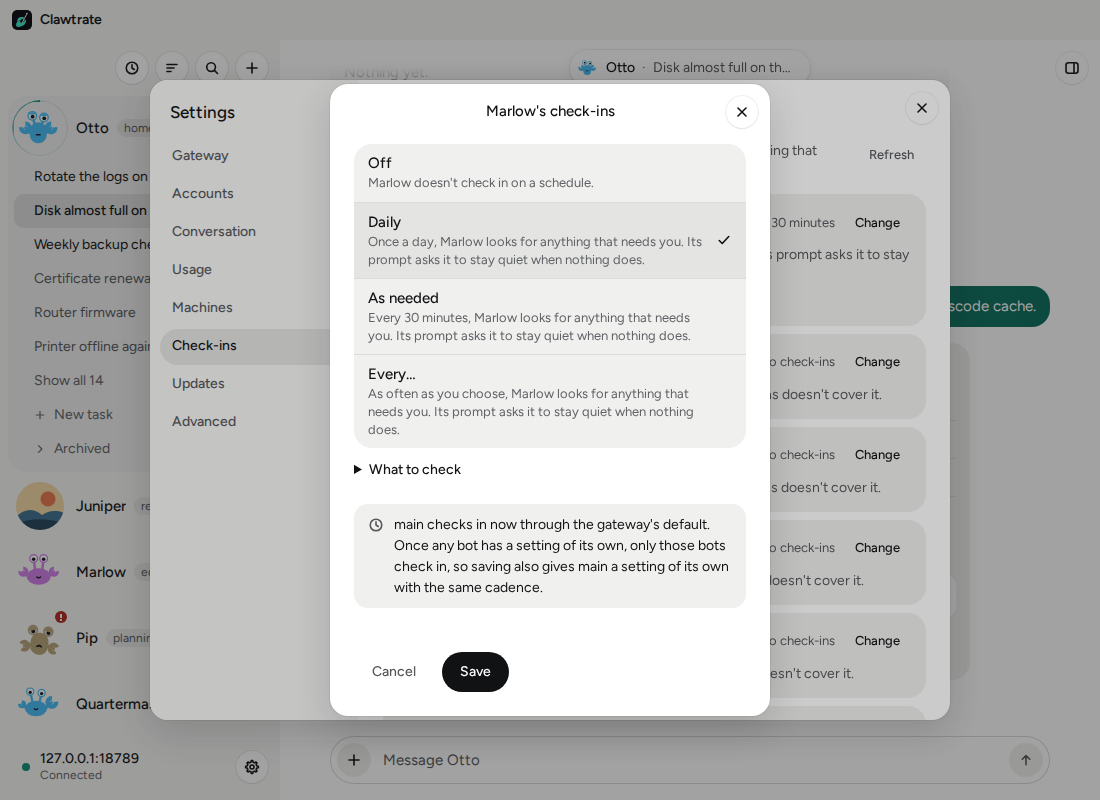 Clawtrate
Nothing yet.
Otto · Disk almost full on th...
Otto
Rotate the logs on
Disk almost full on
Weekly backup
Certificate
Router firmware
Printer offline
Show all 14
+ New task
Archived
Juniper
Marlow
Pip
127.0.0.1:18789
Connected
Settings
Gateway
Accounts
Conversation
Usage
Machines
Check-ins
Updates
Advanced
that
Refresh
30 minutes Change
prompt asks it to stay
check-ins Change
doesn't cover it.
check-ins Change
doesn't cover it.
check-ins Change
doesn't cover it.
check-ins Change
doesn't cover it.
cache.
Marlow's check-ins
Off
Marlow doesn't check in on a schedule.
Daily
Once a day, Marlow looks for anything that needs you. Its
prompt asks it to stay quiet when nothing does.
As needed
Every 30 minutes, Marlow looks for anything that needs
you. Its prompt asks it to stay quiet when nothing does.
Every...
As often as you choose, Marlow looks for anything that
needs you. Its prompt asks it to stay quiet when nothing
does.
What to check
main checks in now through the gateway's default.
Once any bot has a setting of its own, only those bots
check in, so saving also gives main a setting of its own
with the same cadence.
Cancel
Save
Message Otto